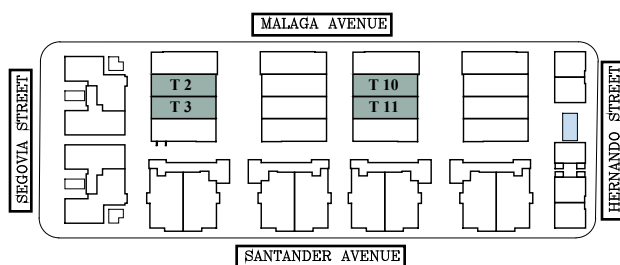 MALAGA AVENUE
SEGOVIA STREET
T 2
T 3
T 10
T 11
HERNANDO STREET
SANTANDER AVENUE